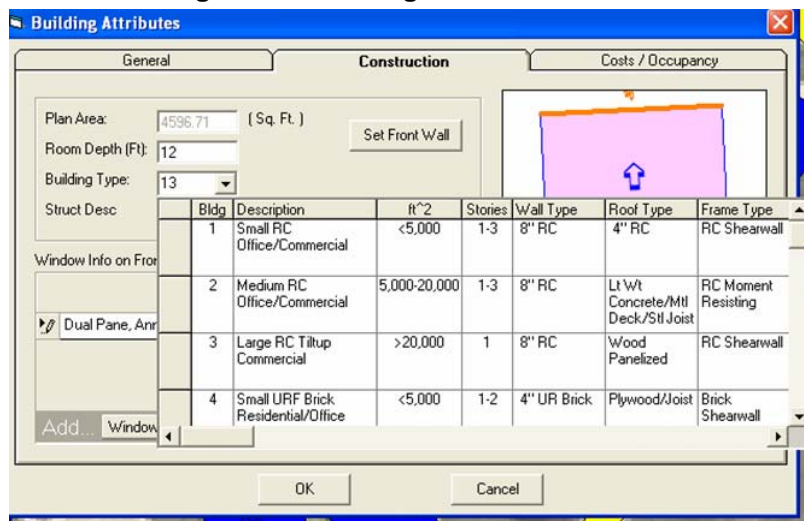 Building Attributes
General
Construction
Costs / Occupancy
Plan Area: 4596.71 ( Sq. Ft. )
Set Front Wall
Room Depth (Ft): 12
Building Type: 13
Struct Desc
Bldg Description ft^2 Stories Wall Type Roof Type Frame Type
1 Small RC <5,000 1-3 8" RC 4" RC RC Shearwall
Office/Commercial
2 Medium RC 5,000-20,000 1-3 8" RC Lt Wt RC Moment
Office/Commercial Concrete/Mtl Resisting
Deck/Stl Joist
3 Large RC Tiltup >20,000 1 8" RC Wood RC Shearwall
Commercial Panelized
4 Small URF Brick <5,000 1-2 4" UR Brick Plywood/Joist Brick
Residential/Office Shearwall
Window Info on Fror
Dual Pane, Anr
Add... Window
OK
Cancel